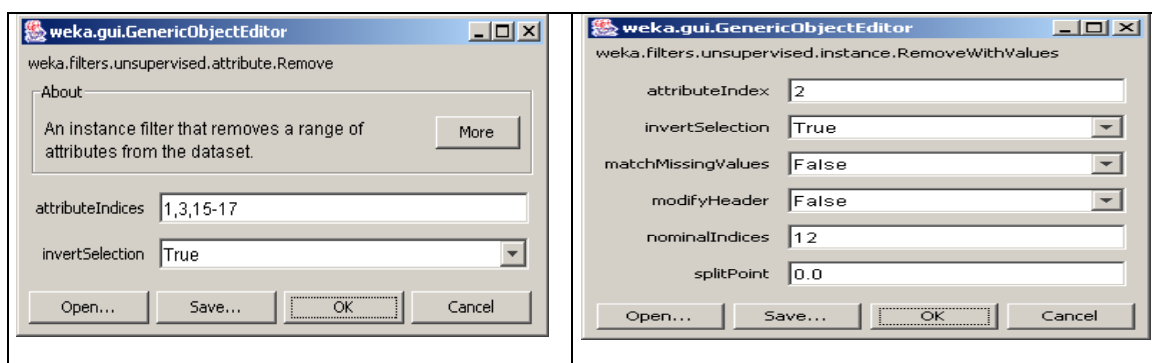 weka.gui.GenericObjectEditor
weka.filters.unsupervised.attribute.Remove
About
An instance filter that removes a range of
attributes from the dataset.
More
attributeIndices 1,3,15-17
invertSelection True
Open... Save... OK Cancel
weka.gui.GenericObjectEditor
weka.filters.unsupervised.instance.RemoveWithValues
attributeIndex 2
invertSelection True
matchMissingValues False
modifyHeader False
nominalIndices 12
splitPoint 0.0
Open... Save... OK Cancel